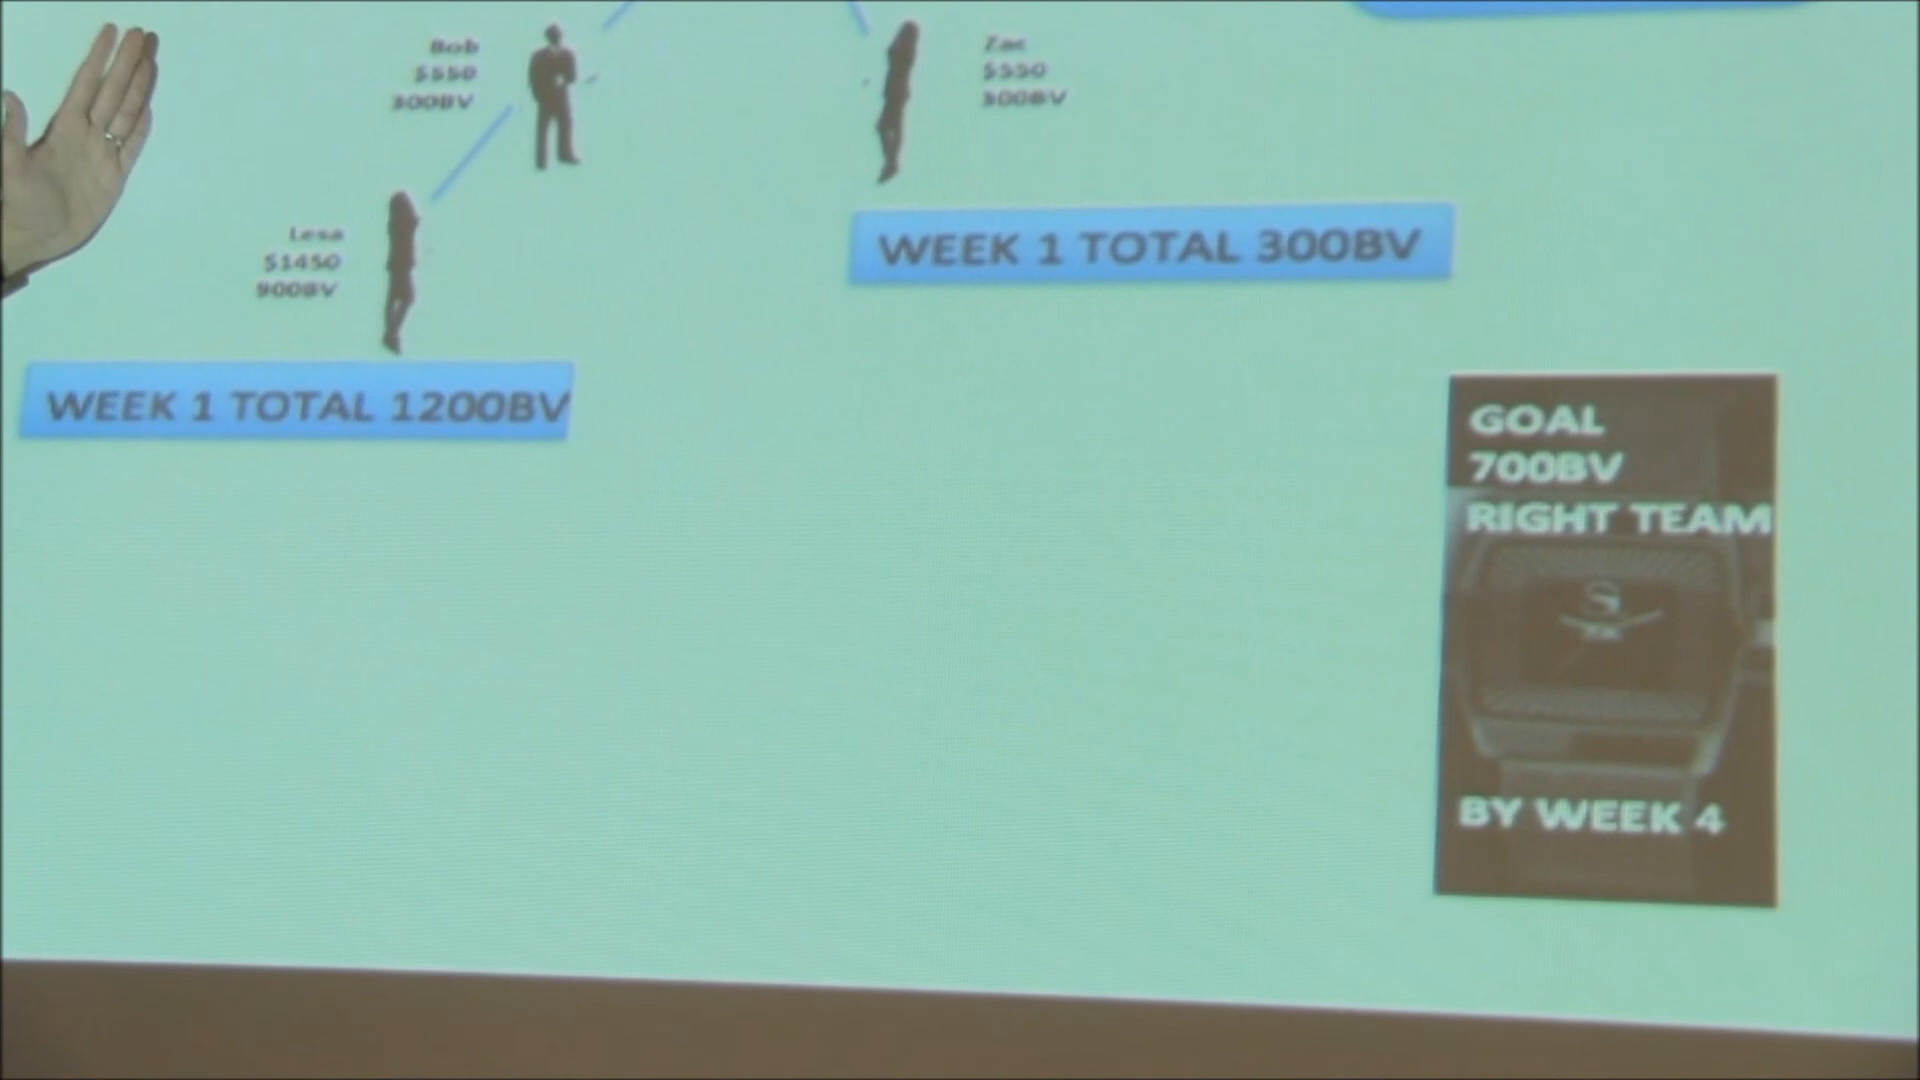 Bob
$550
300BV
Zac
$550
300BV
Lesa
$1450
900BV
WEEK 1 TOTAL 300BV
WEEK 1 TOTAL 1200BV
GOAL
700BV
RIGHT TEAM
BY WEEK 4